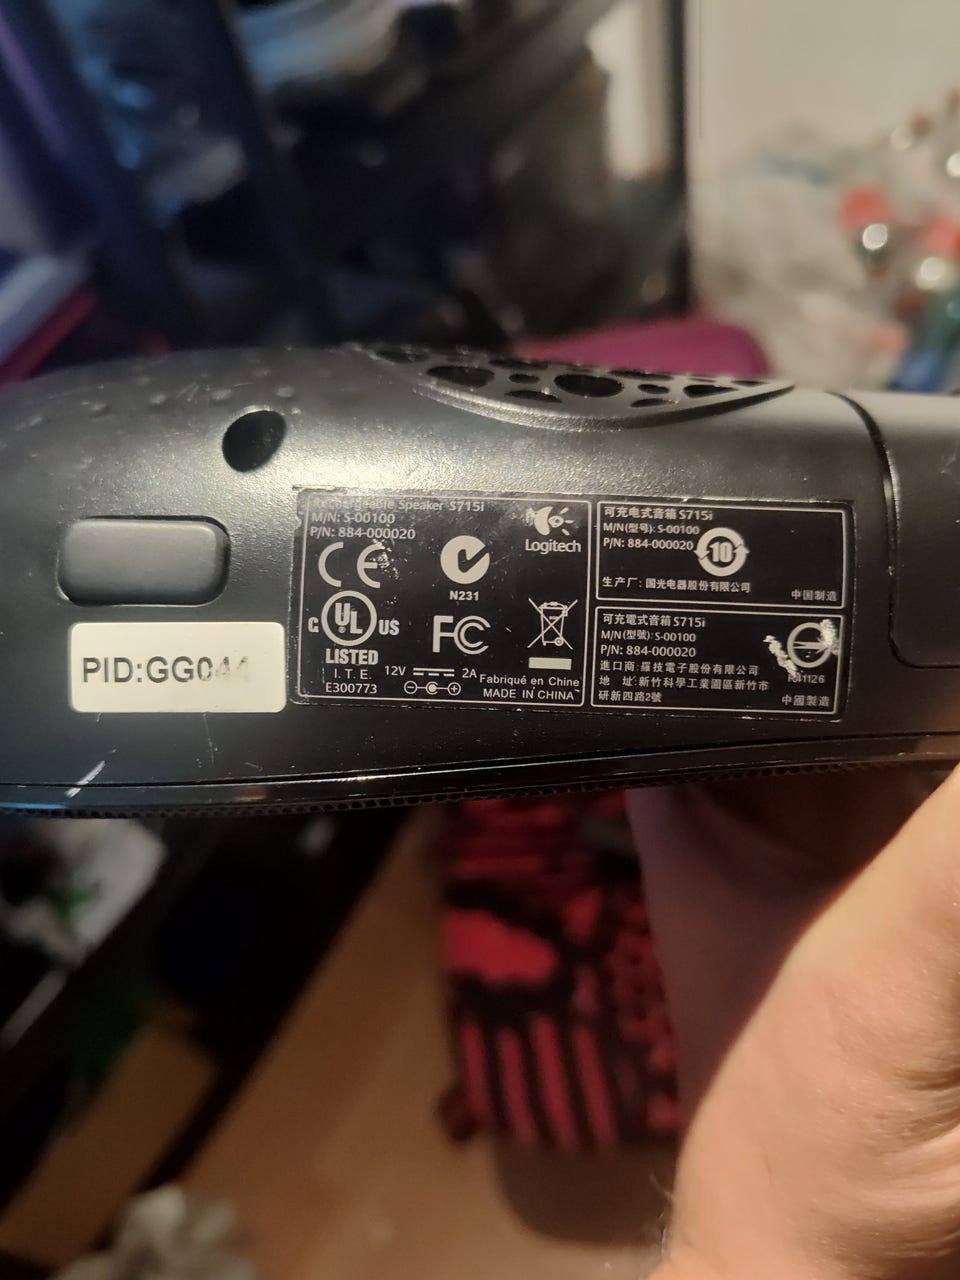 PID:GG044
Rechargeable Speaker S715i
M/N: S-00100
P/N: 884-000020
Logitech
CE
N231
C UL US
LISTED
I.T.E.
E300773
FC
12V 2A
Fabriqué en Chine
MADE IN CHINA
可充电式音箱 S715i
M/N(型号): S-00100
P/N: 884-000020
10
生产厂: 国光电器股份有限公司
中国制造
可充電式音箱 S715i
M/N(型號): S-00100
P/N: 884-000020
進口商: 羅技電子股份有限公司
地 址: 新竹科學工業園區新竹市
研新四路2號
41126
中國製造